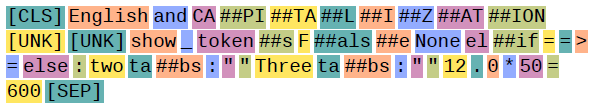 [CLS] English and CA ##PI ##TA ##L ##I ##Z ##AT ##ION
[UNK] [UNK] show _ token ##s F ##als ##e None el ##if = = >
= else : two ta ##bs : " " Three ta ##bs : " " 12 . 0 * 50 =
600 [SEP]